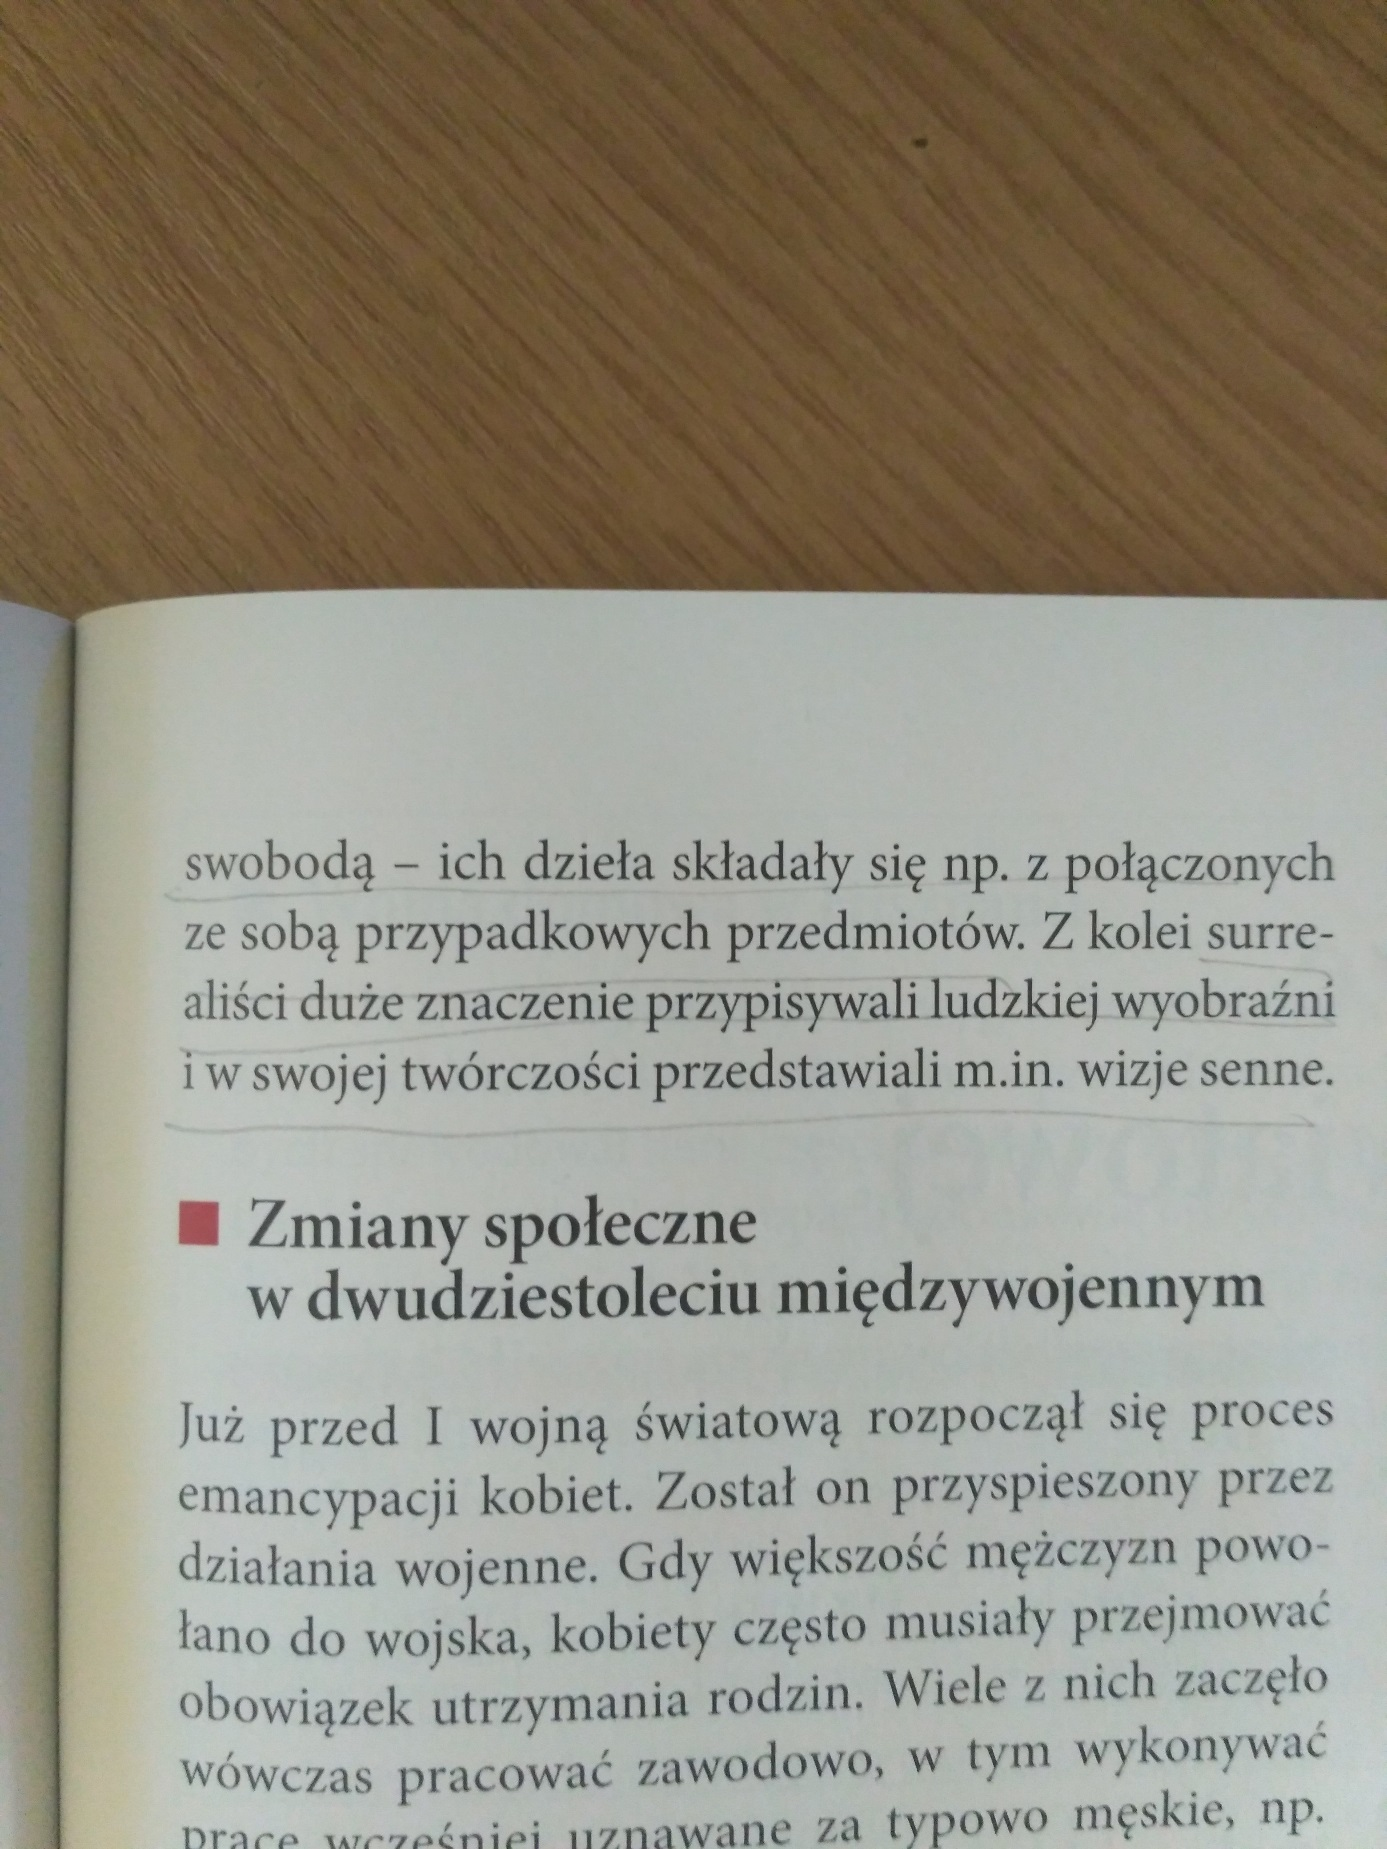 swobodą – ich dzieła składały się np. z połączonych
ze sobą przypadkowych przedmiotów. Z kolei surre-
aliści duże znaczenie przypisywali ludzkiej wyobraźni
i w swojej twórczości przedstawiali m.in. wizje senne.
Zmiany społeczne
w dwudziestoleciu międzywojennym
Już przed I wojną światową rozpoczął się proces
emancypacji kobiet. Został on przyspieszony przez
działania wojenne. Gdy większość mężczyzn powo-
łano do wojska, kobiety często musiały przejmować
obowiązek utrzymania rodzin. Wiele z nich zaczęło
wówczas pracować zawodowo, w tym wykonywać
prace wcześniej uznawane za typowo męskie, np.